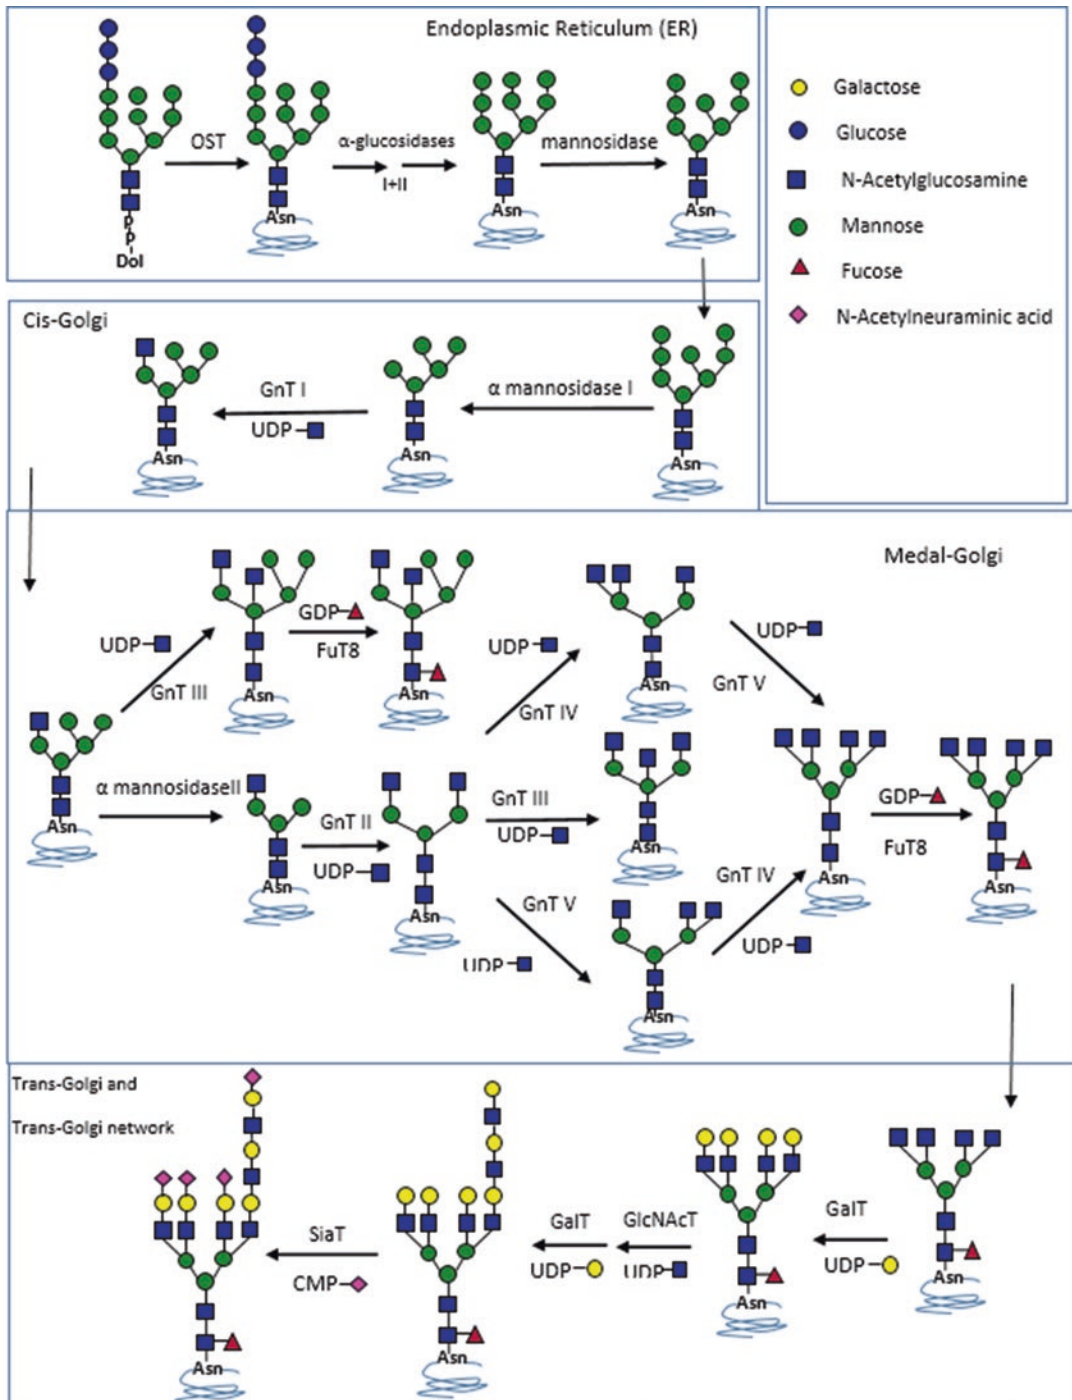 Endoplasmic Reticulum (ER)
OST
α-glucosidases
I+II
mannosidase
Asn
Asn
Asn
P
P
Dol
Galactose
Glucose
N-Acetylglucosamine
Mannose
Fucose
N-Acetylneuraminic acid
Cis-Golgi
GnT I
UDP
α mannosidase I
Asn
Asn
Asn
Medal-Golgi
UDP
GnT III
GDP
FuT8
Asn
Asn
UDP
GnT IV
Asn
UDP
GnT V
Asn
α mannosidaseII
GnT II
UDP
Asn
Asn
GnT III
UDP
Asn
GnT V
UDP
Asn
GnT IV
UDP
Asn
GDP
FuT8
Asn
Trans-Golgi and
Trans-Golgi network
SiaT
CMP
Asn
GalT
UDP
GlcNAcT
UDP
Asn
Asn
GalT
UDP
Asn